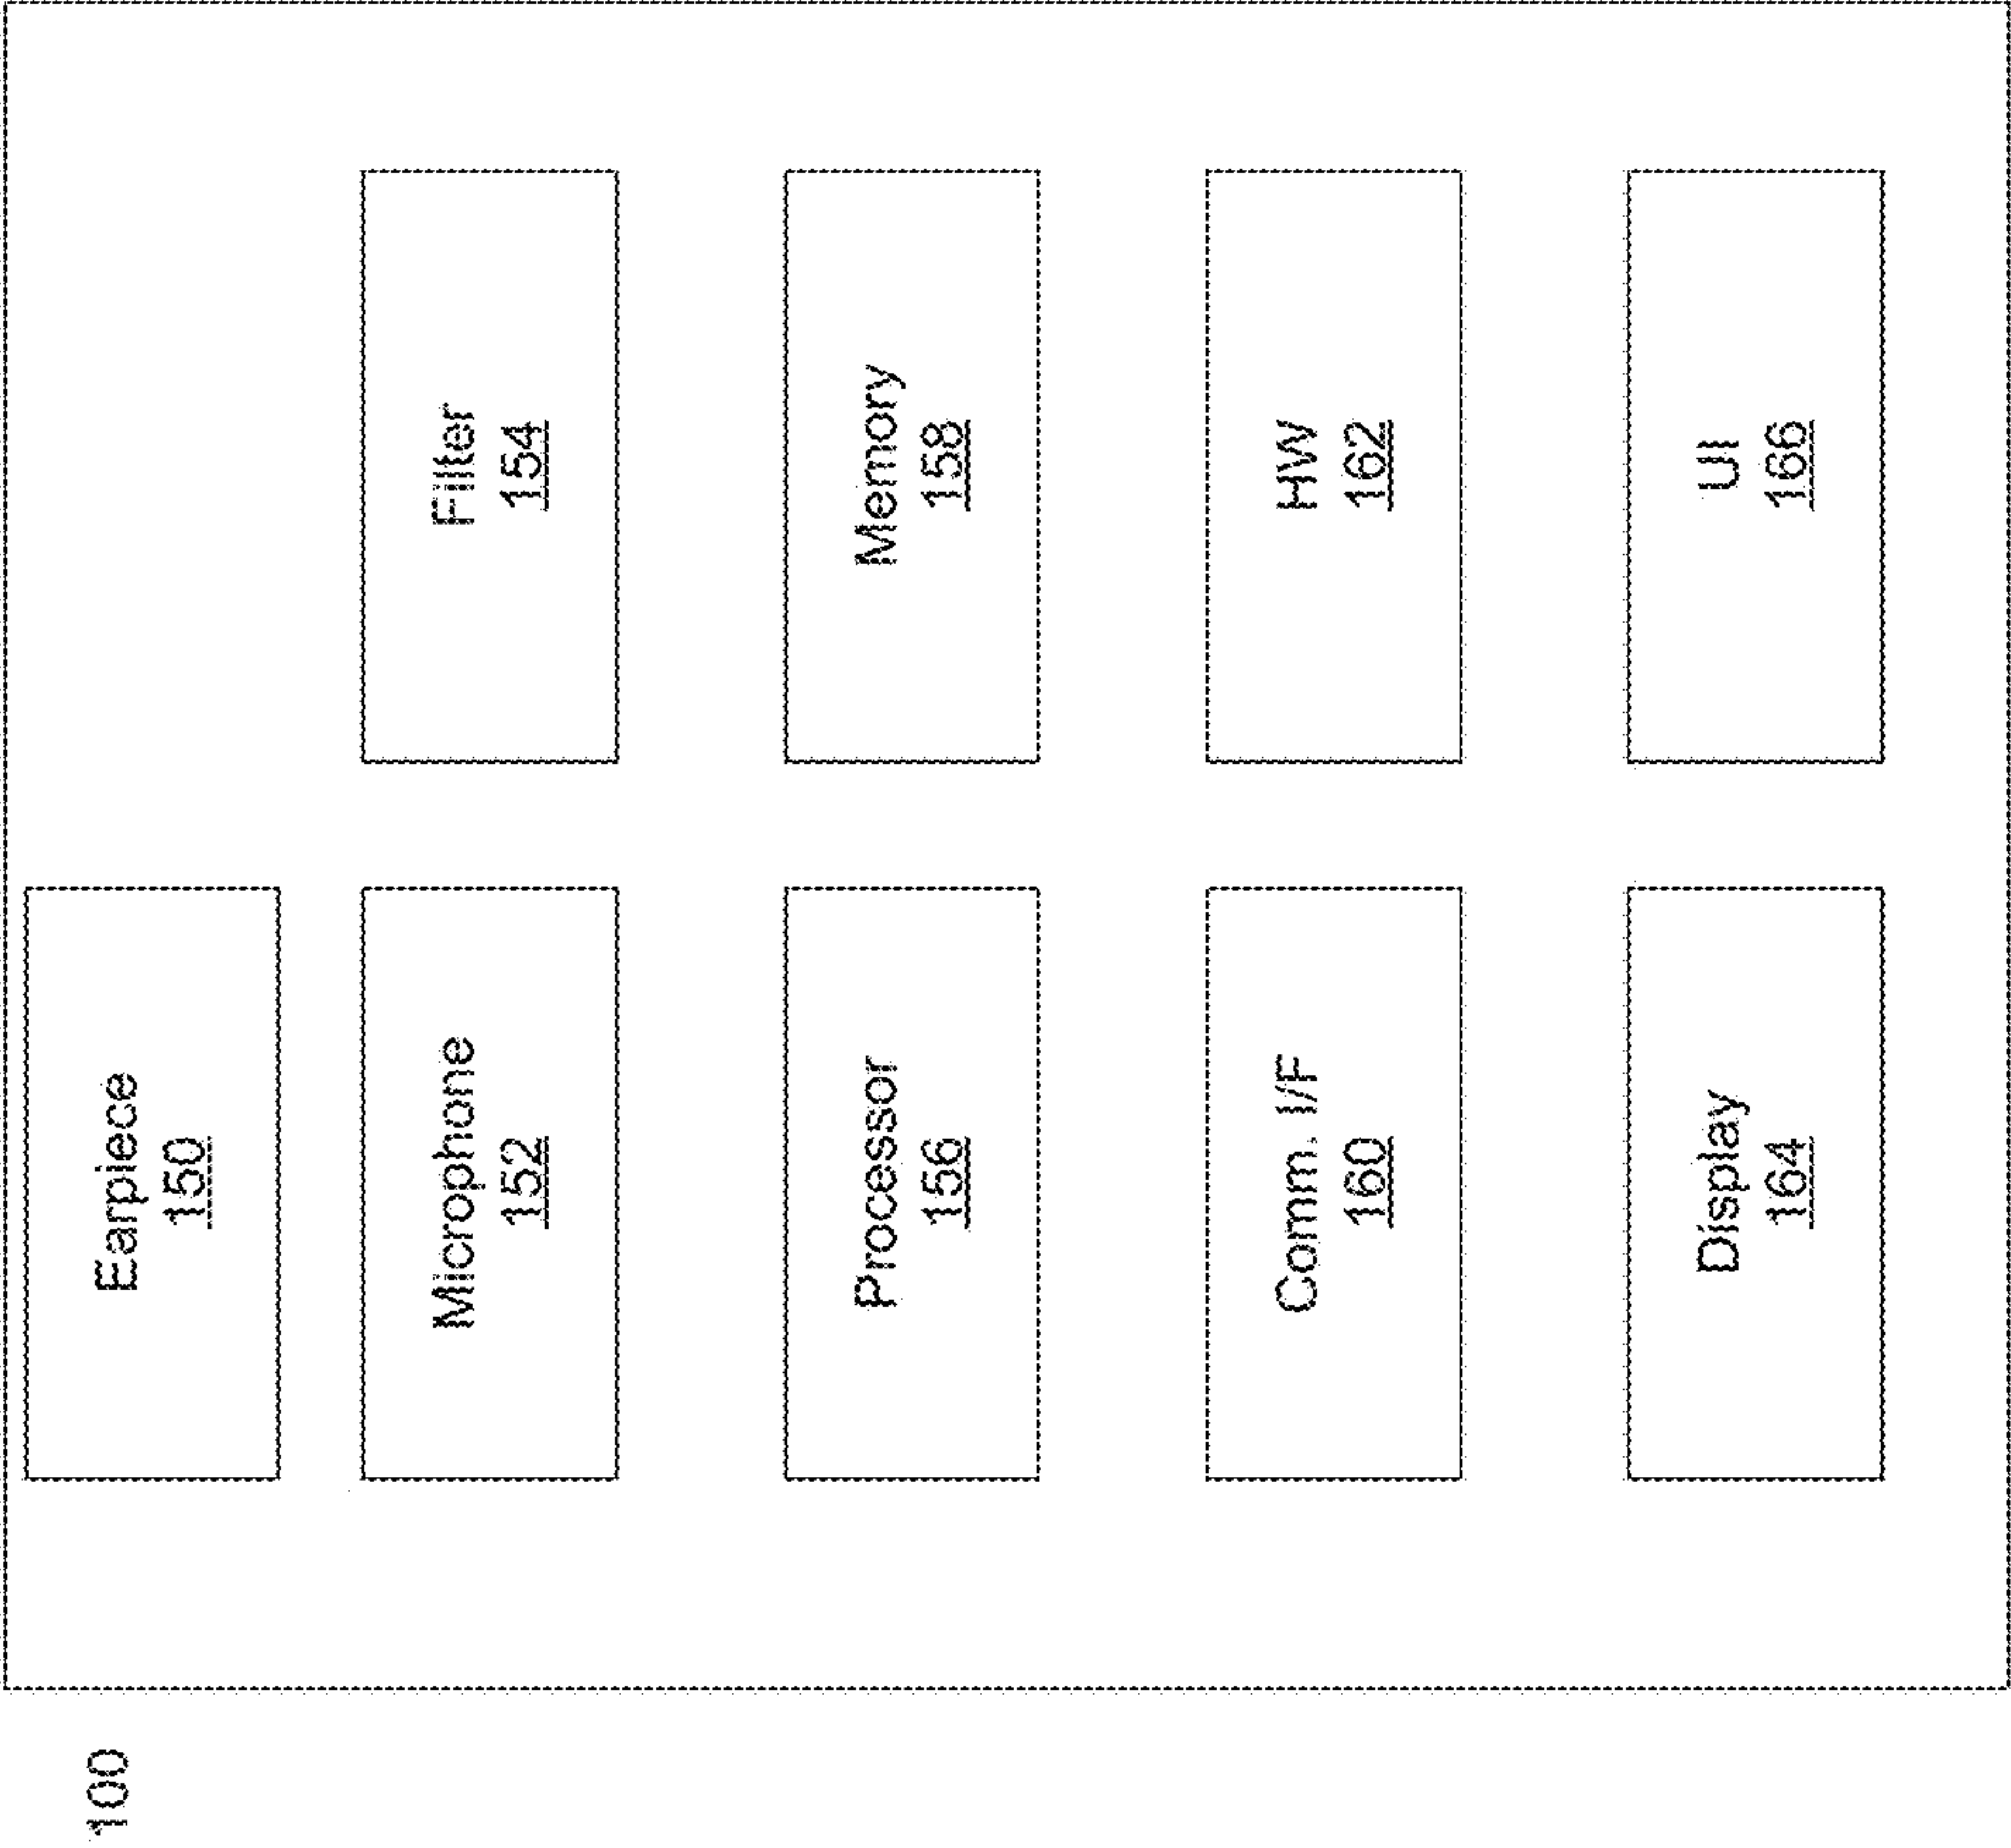 100
Earpiece
150
Microphone
152
Filter
154
Processor
156
Memory
158
Comm. I/F
160
HW
162
Display
164
UI
166